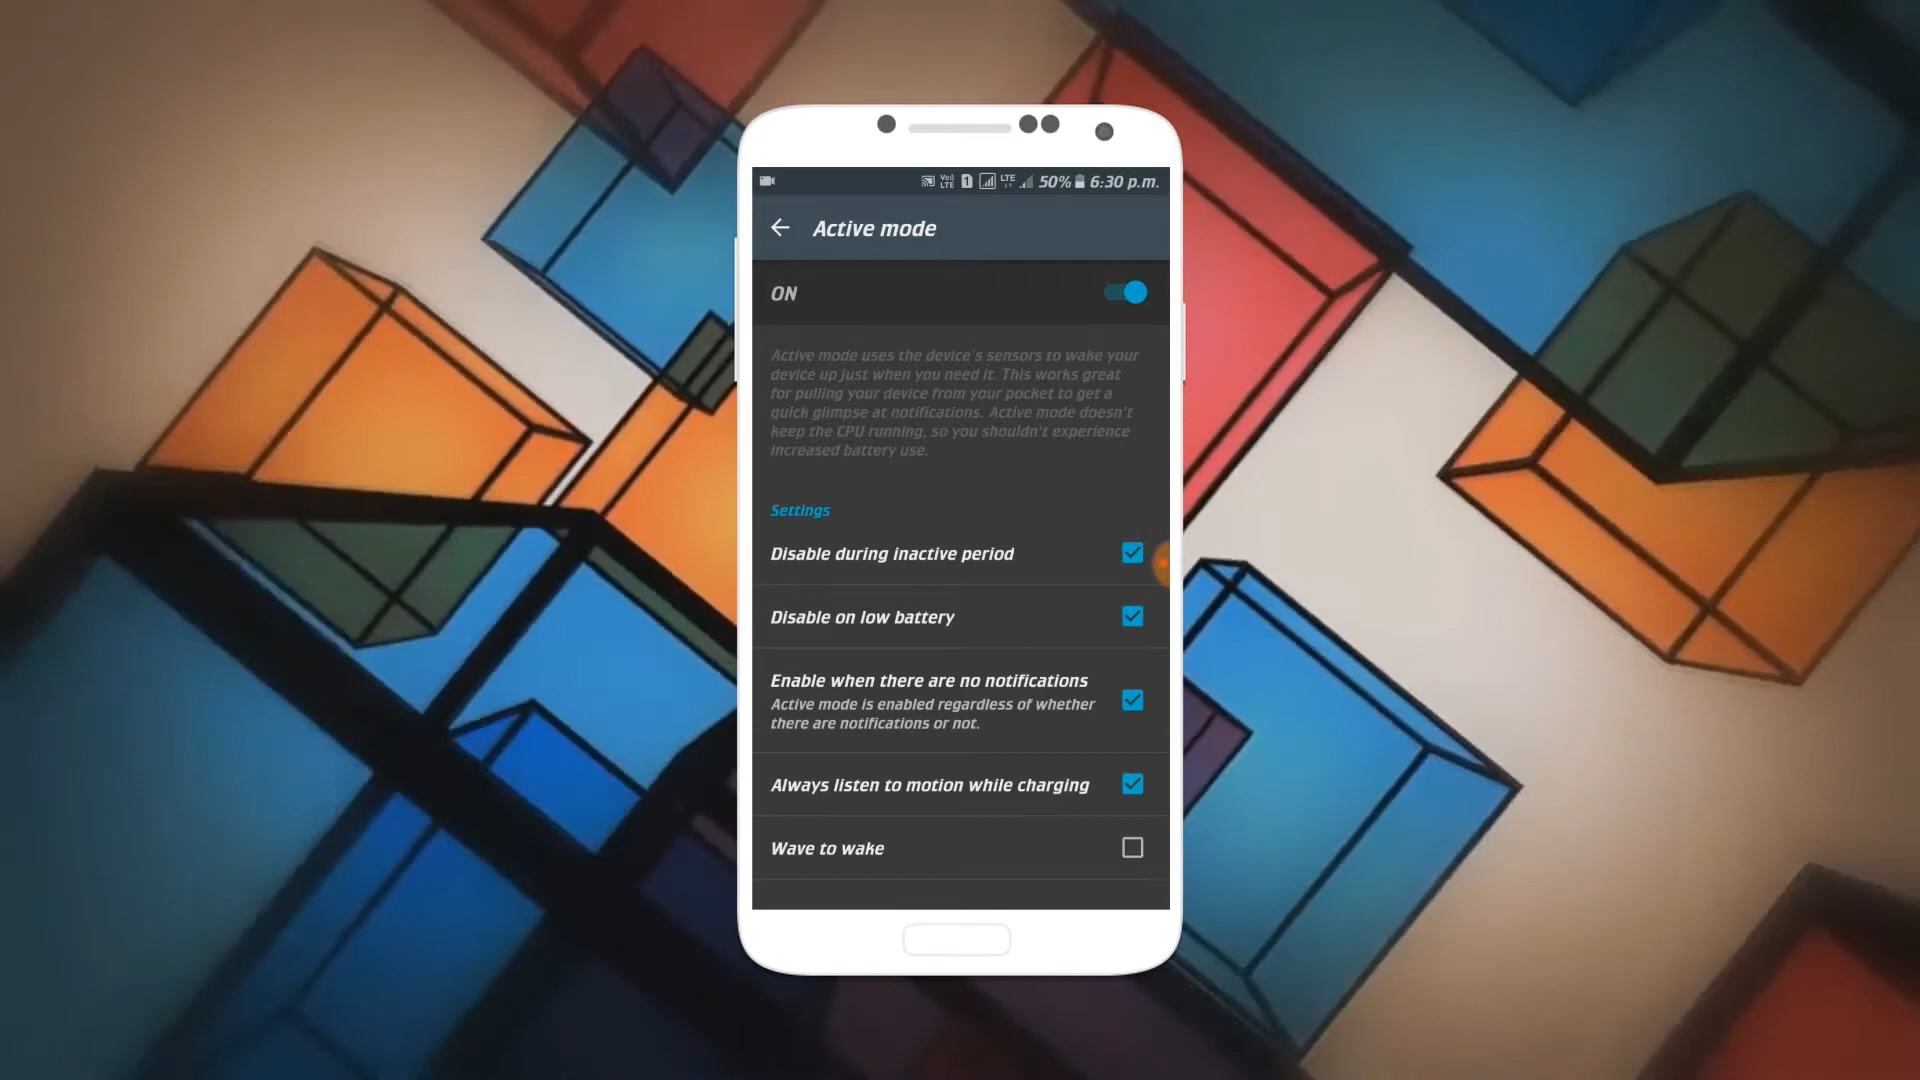 Vo) LTE 1 LTE 50% 6:30 p.m.
Active mode
ON
Active mode uses the device's sensors to wake your
device up just when you need it. This works great
for pulling your device from your pocket to get a
quick glimpse at notifications. Active mode doesn't
keep the CPU running, so you shouldn't experience
increased battery use.
Settings
Disable during inactive period
Disable on low battery
Enable when there are no notifications
Active mode is enabled regardless of whether
there are notifications or not.
Always listen to motion while charging
Wave to wake